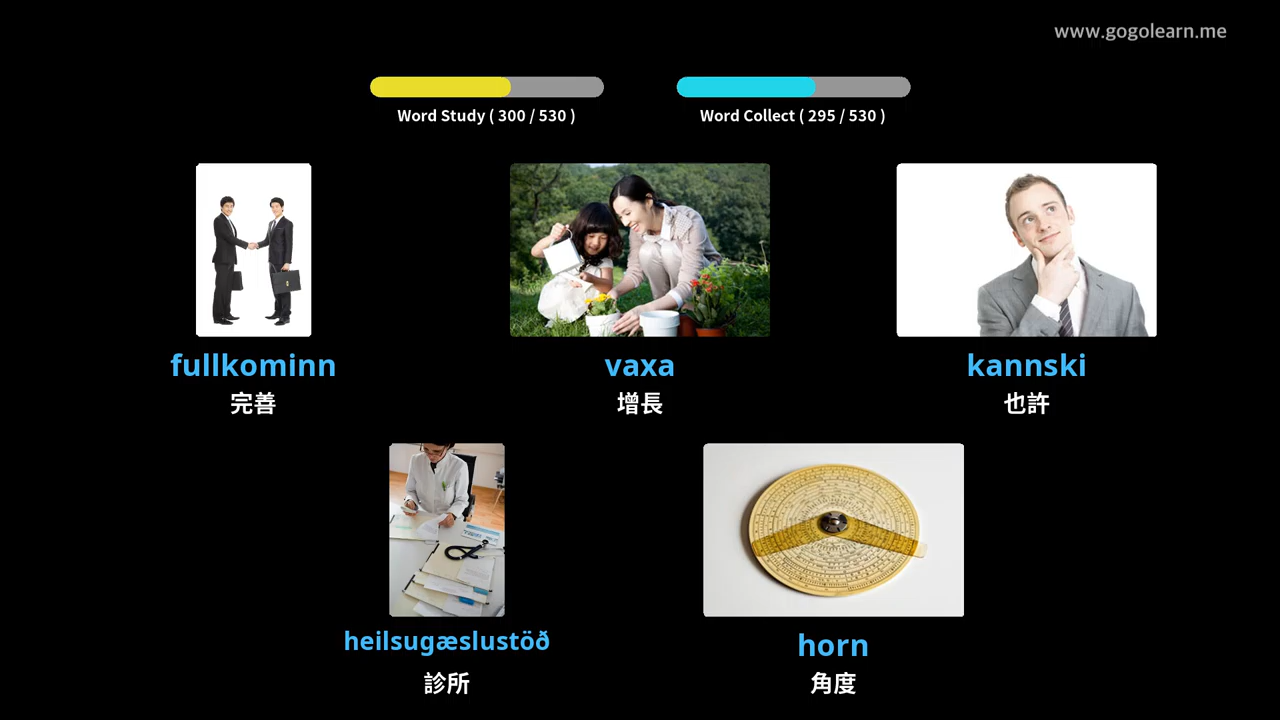 www.gogolearn.me
Word Study ( 300 / 530 )
Word Collect ( 295 / 530 )
fullkominn
完善
vaxa
增長
kannski
也許
heilsugæslustöð
診所
horn
角度